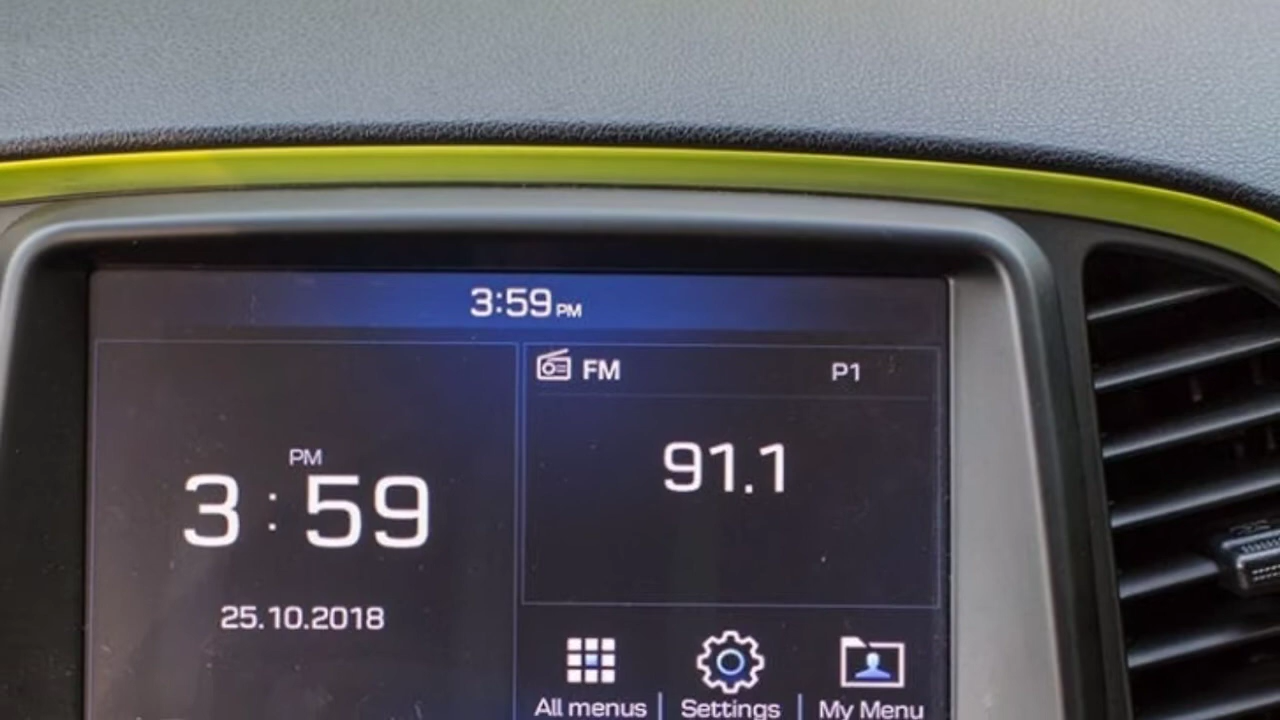 3:59 PM
PM
3:59
25.10.2018
FM P1
91.1
All menus
Settings
My Menu